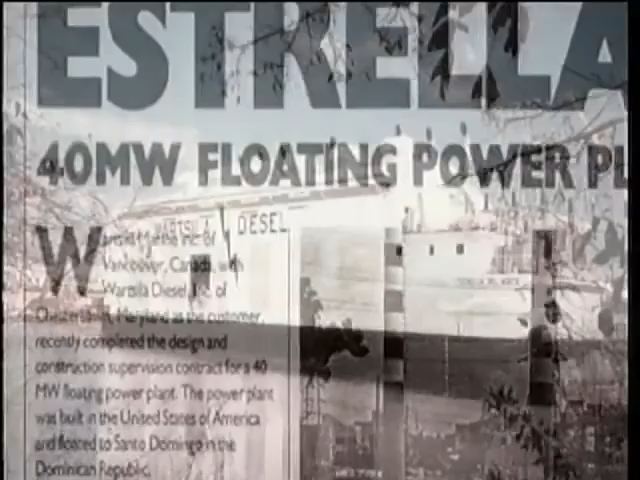 ESTRELLA
40MW FLOATING POWER PL
WARTSILA DIESEL
W Inc. of
Vancouver, Canada, with
Wartsila Diesel, Inc. of
Maryland as the customer,
recently completed the design and
construction supervision contract for a 40
MW floating power plant. The power plant
was built in the United States of America
and floated to Santo Domingo in the
Dominican Republic.